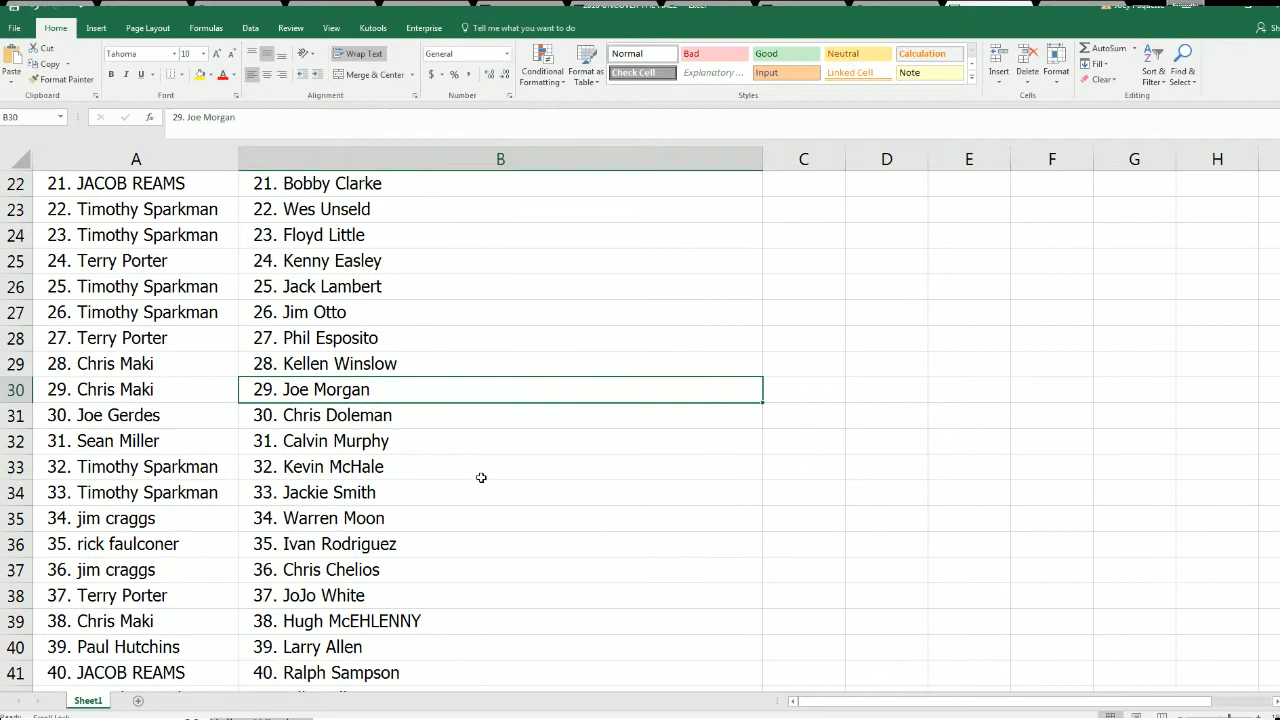 File Home Insert Page Layout Formulas Data Review View Kutools Enterprise Tell me what you want to do
Cut Tahoma 10 Wrap Text General Normal Bad Good Neutral Calculation AutoSum
Copy Fill
Paste Format Painter B I U Merge & Center $ % Conditional Formatting Format as Table Check Cell Explanatory ... Input Linked Cell Note Insert Delete Format Clear Sort & Filter Find & Select
Clipboard Font Alignment Number Styles Cells Editing
B30 fx 29. Joe Morgan
A B C D E F G H
22 21. JACOB REAMS 21. Bobby Clarke
23 22. Timothy Sparkman 22. Wes Unseld
24 23. Timothy Sparkman 23. Floyd Little
25 24. Terry Porter 24. Kenny Easley
26 25. Timothy Sparkman 25. Jack Lambert
27 26. Timothy Sparkman 26. Jim Otto
28 27. Terry Porter 27. Phil Esposito
29 28. Chris Maki 28. Kellen Winslow
30 29. Chris Maki 29. Joe Morgan
31 30. Joe Gerdes 30. Chris Doleman
32 31. Sean Miller 31. Calvin Murphy
33 32. Timothy Sparkman 32. Kevin McHale
34 33. Timothy Sparkman 33. Jackie Smith
35 34. jim craggs 34. Warren Moon
36 35. rick faulconer 35. Ivan Rodriguez
37 36. jim craggs 36. Chris Chelios
38 37. Terry Porter 37. JoJo White
39 38. Chris Maki 38. Hugh McEHLENNY
40 39. Paul Hutchins 39. Larry Allen
41 40. JACOB REAMS 40. Ralph Sampson
Sheet1